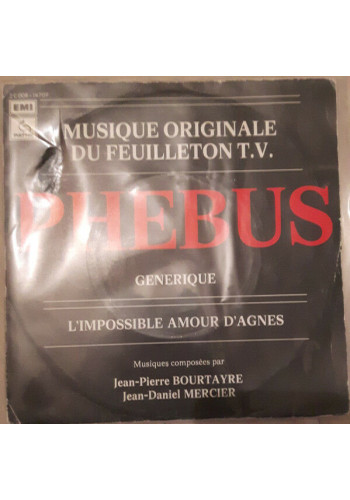 EMI
MUSIQUE ORIGINALE
DU FEUILLETON T.V.
PHEBUS
GENERIQUE
L'IMPOSSIBLE AMOUR D'AGNES
Musiques composées par
Jean-Pierre BOURTAYRE
Jean-Daniel MERCIER